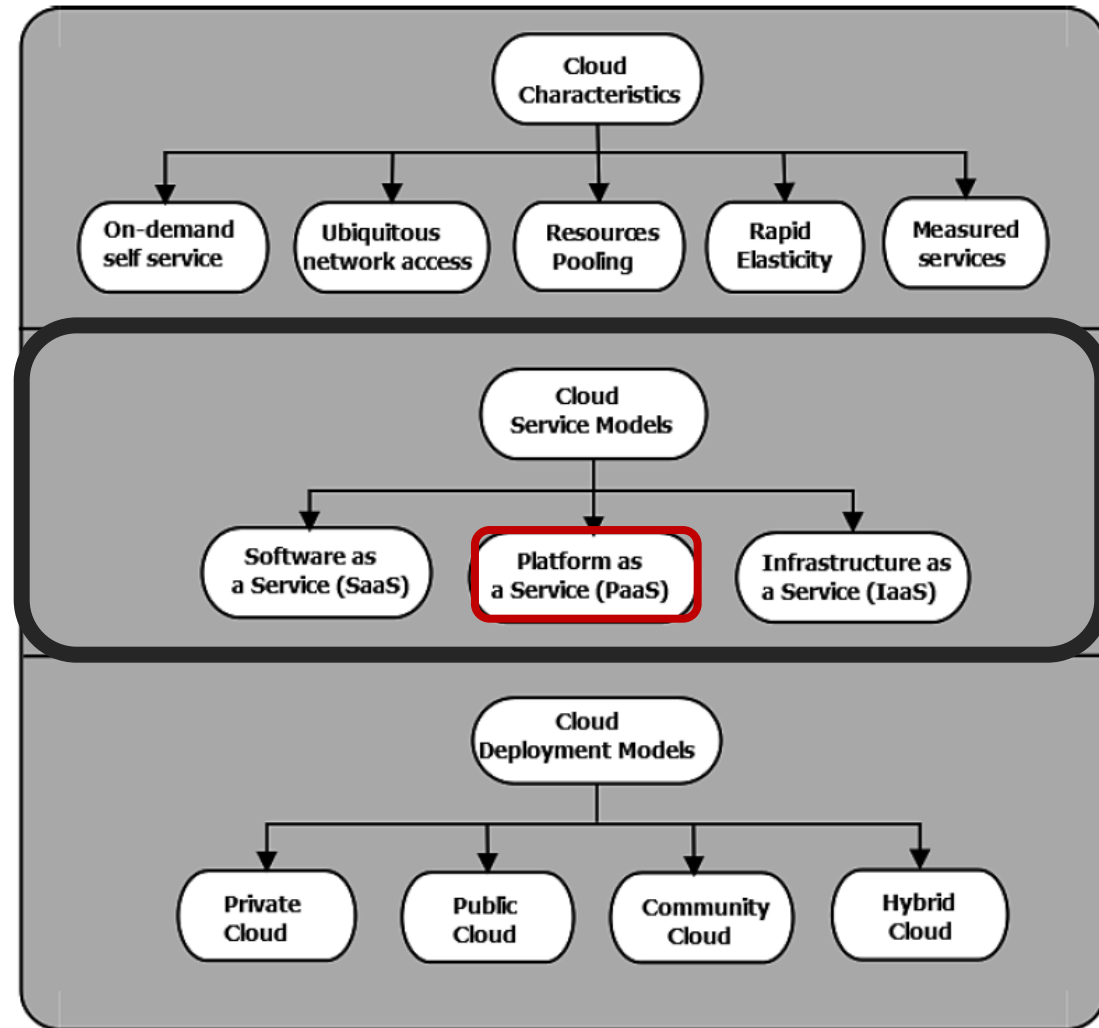 Cloud
Characteristics
On-demand
self service
Ubiquitous
network access
Resources
Pooling
Rapid
Elasticity
Measured
services
Cloud
Service Models
Software as
a Service (SaaS)
Platform as
a Service (PaaS)
Infrastructure as
a Service (IaaS)
Cloud
Deployment Models
Private
Cloud
Public
Cloud
Community
Cloud
Hybrid
Cloud